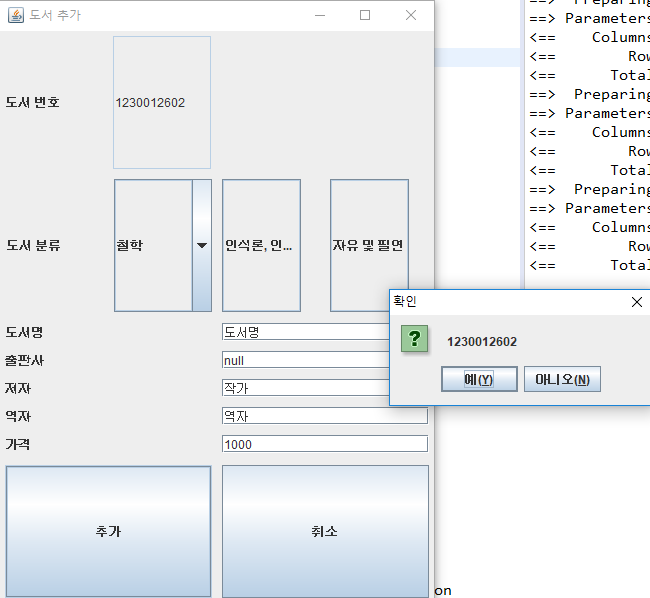 도서 추가
도서 번호
1230012602
도서 분류
철학
인식론, 인...
자유 및 필연
도서명
도서명
출판사
null
저자
작가
역자
역자
가격
1000
추가
취소
확인
?
1230012602
예(Y)
아니오(N)
==> Preparing
==> Parameters
<== Columns
<== Row
<== Total
==> Preparing
==> Parameters
<== Columns
<== Row
<== Total
==> Preparing
==> Parameters
<== Columns
<== Row
<== Total
on